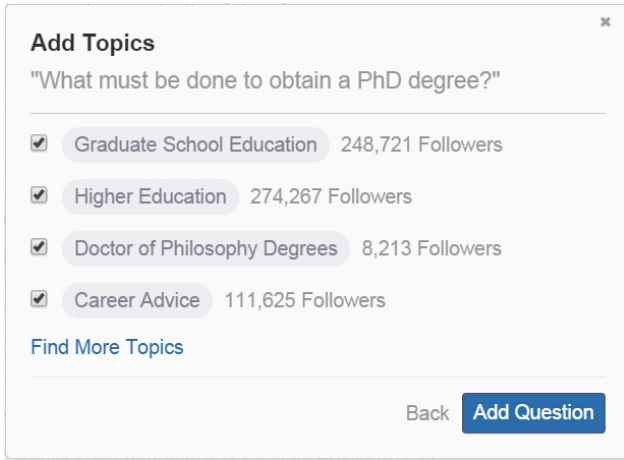 Add Topics
"What must be done to obtain a PhD degree?"
Graduate School Education 248,721 Followers
Higher Education 274,267 Followers
Doctor of Philosophy Degrees 8,213 Followers
Career Advice 111,625 Followers
Find More Topics
Back Add Question